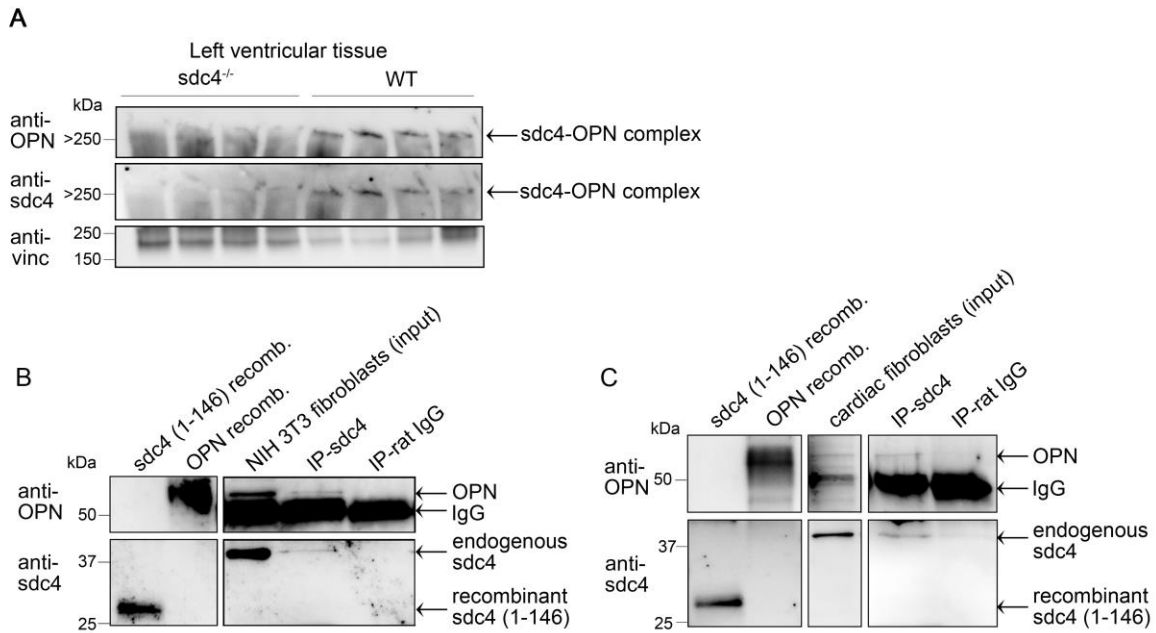 A
Left ventricular tissue
sdc4-/- WT
kDa
anti-OPN >250 sdc4-OPN complex
anti-sdc4 >250 sdc4-OPN complex
anti-vinc 250
150
B
sdc4 (1-146) recomb.
OPN recomb.
NIH 3T3 fibroblasts (input)
IP-sdc4
IP-rat IgG
kDa
anti-OPN 50 OPN
IgG
anti-sdc4 37 endogenous sdc4
25 recombinant sdc4 (1-146)
C
sdc4 (1-146) recomb.
OPN recomb.
cardiac fibroblasts (input)
IP-sdc4
IP-rat IgG
kDa
anti-OPN 50 OPN
IgG
anti-sdc4 37 endogenous sdc4
25 recombinant sdc4 (1-146)